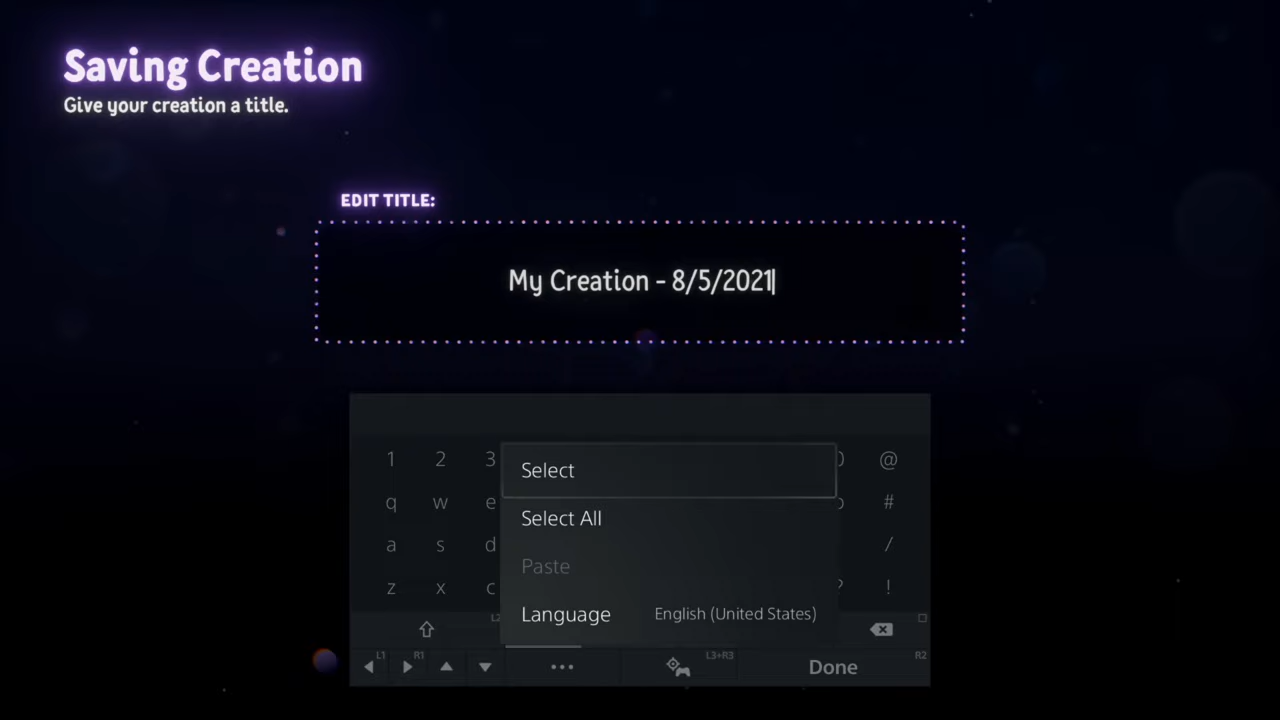 Saving Creation
Give your creation a title.
EDIT TITLE:
My Creation - 8/5/2021
1 2 3 @
q w e #
a s d /
z x c !
Select
Select All
Paste
Language English (United States)
L1 R1 L3+R3 R2
••• Done